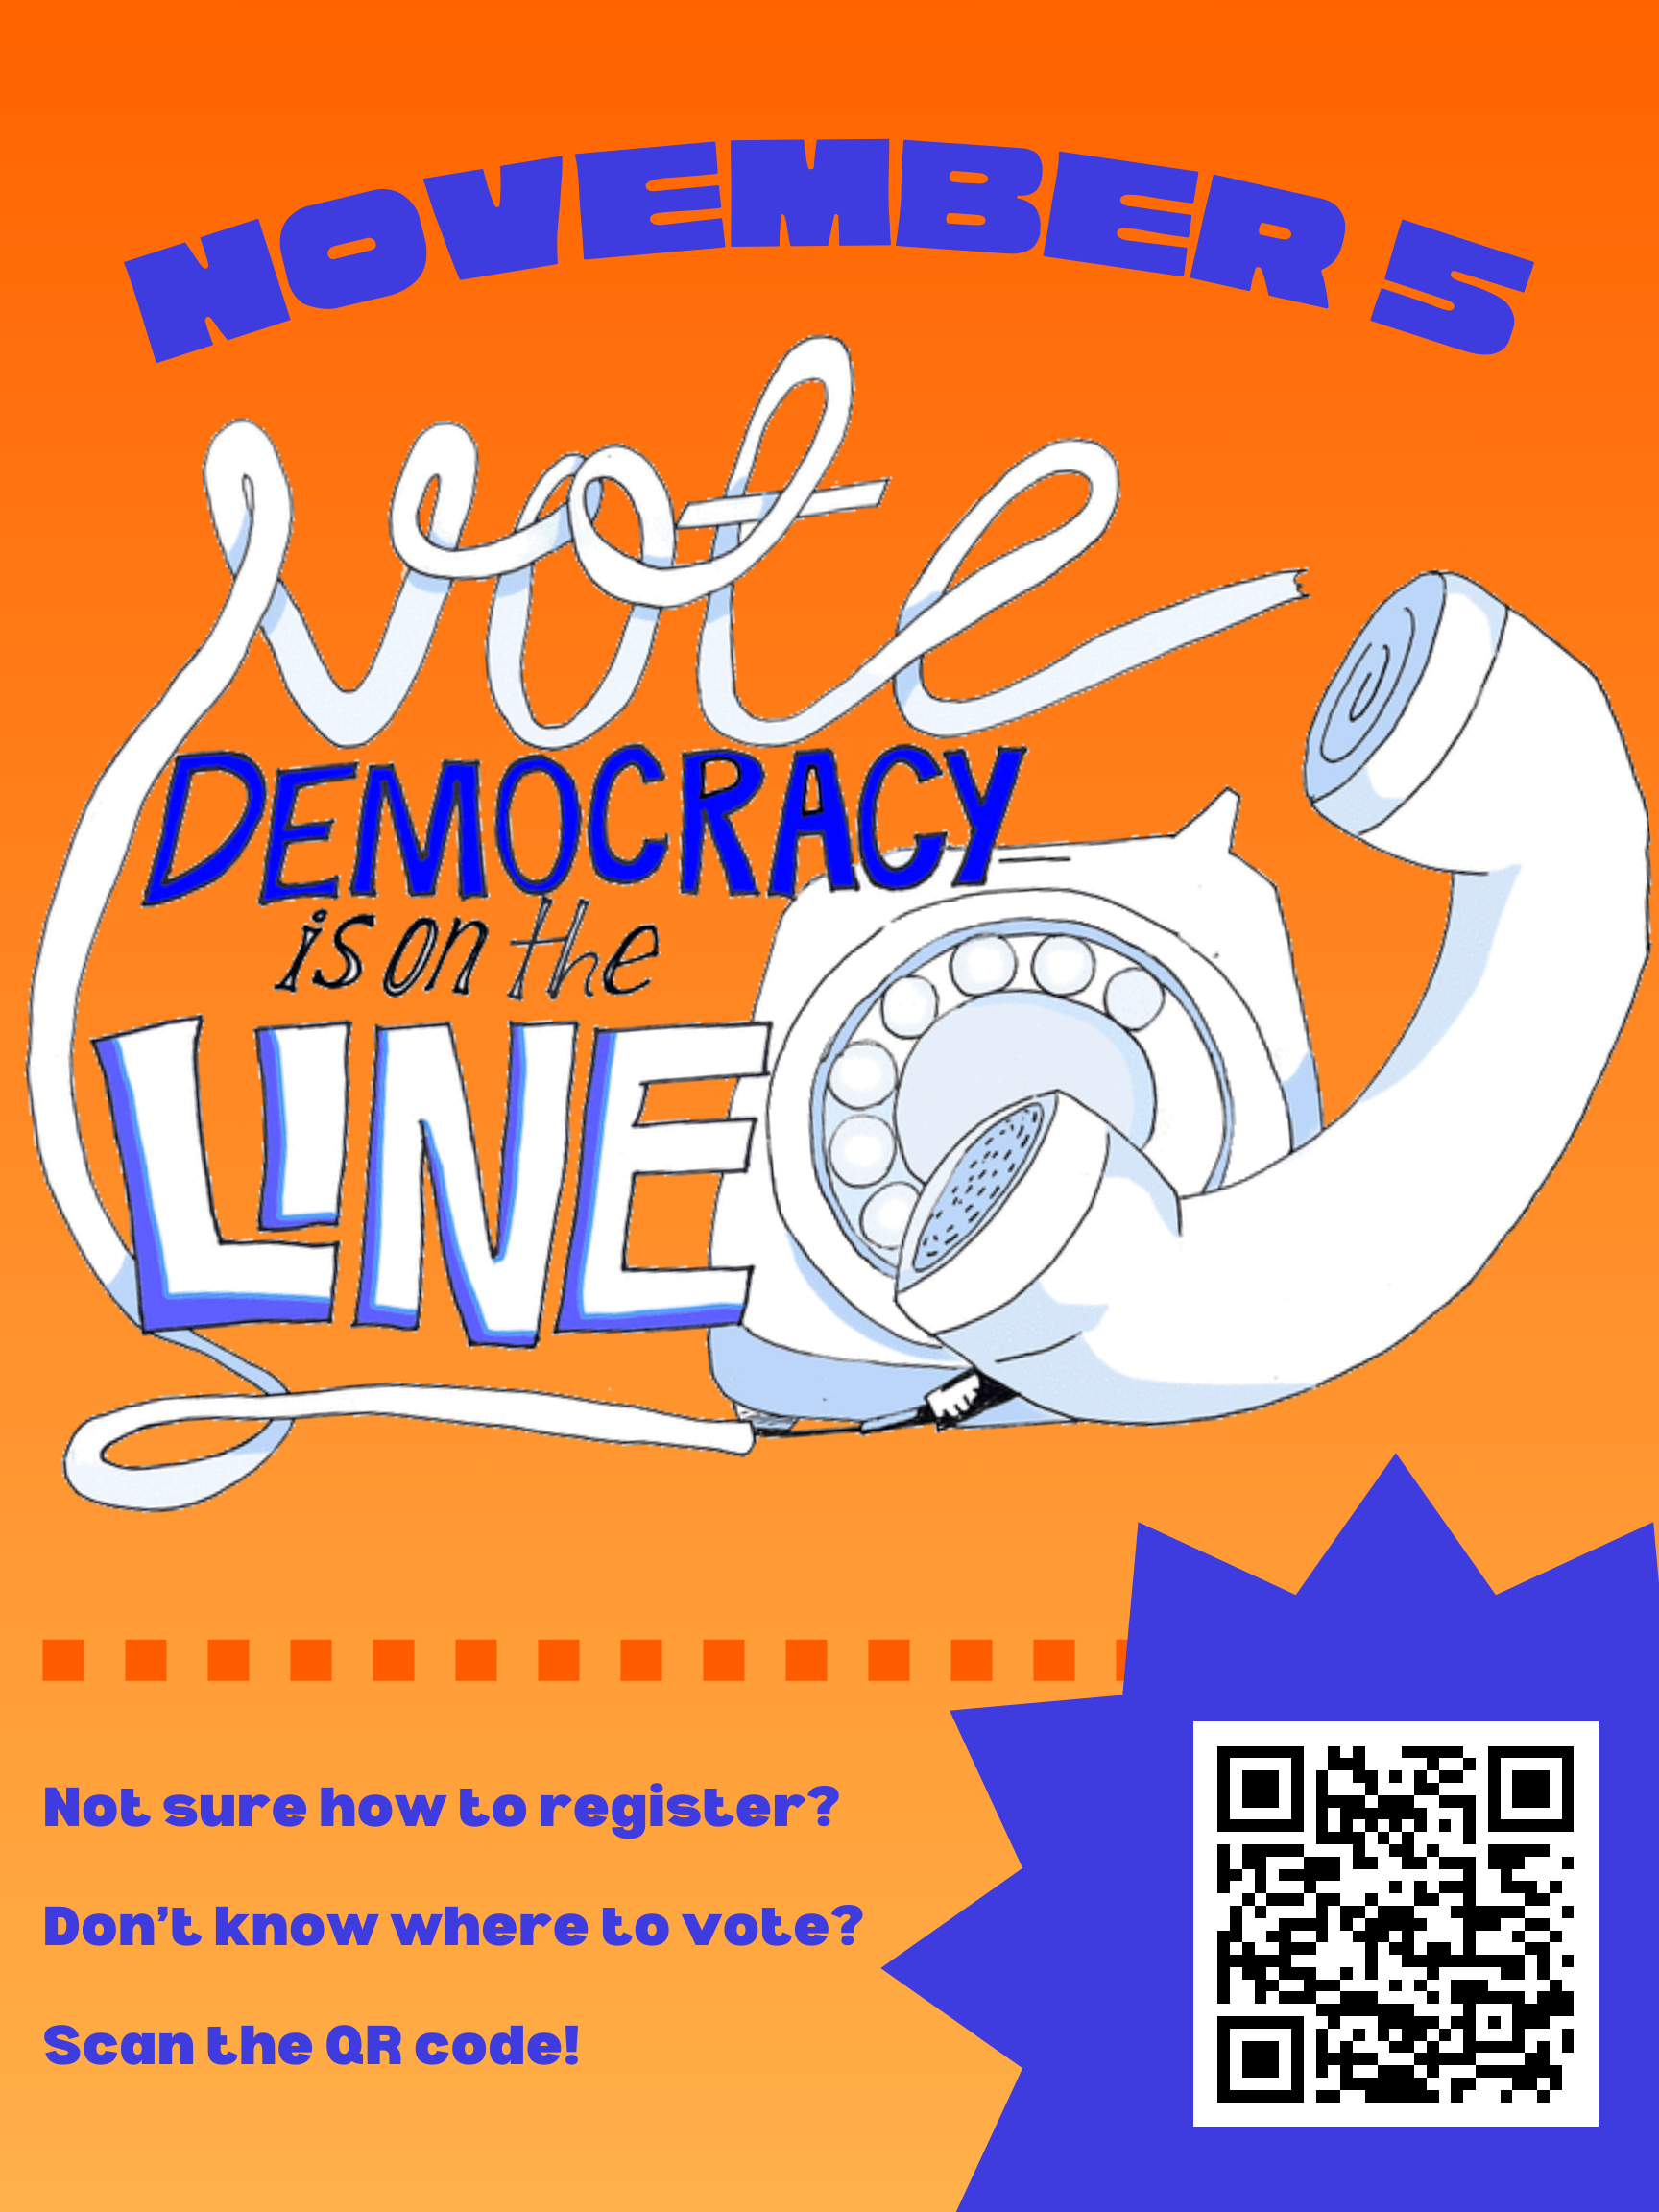 NOVEMBER 5
vote
DEMOCRACY
is on the
LINE
Not sure how to register?
Don't know where to vote?
Scan the QR code!